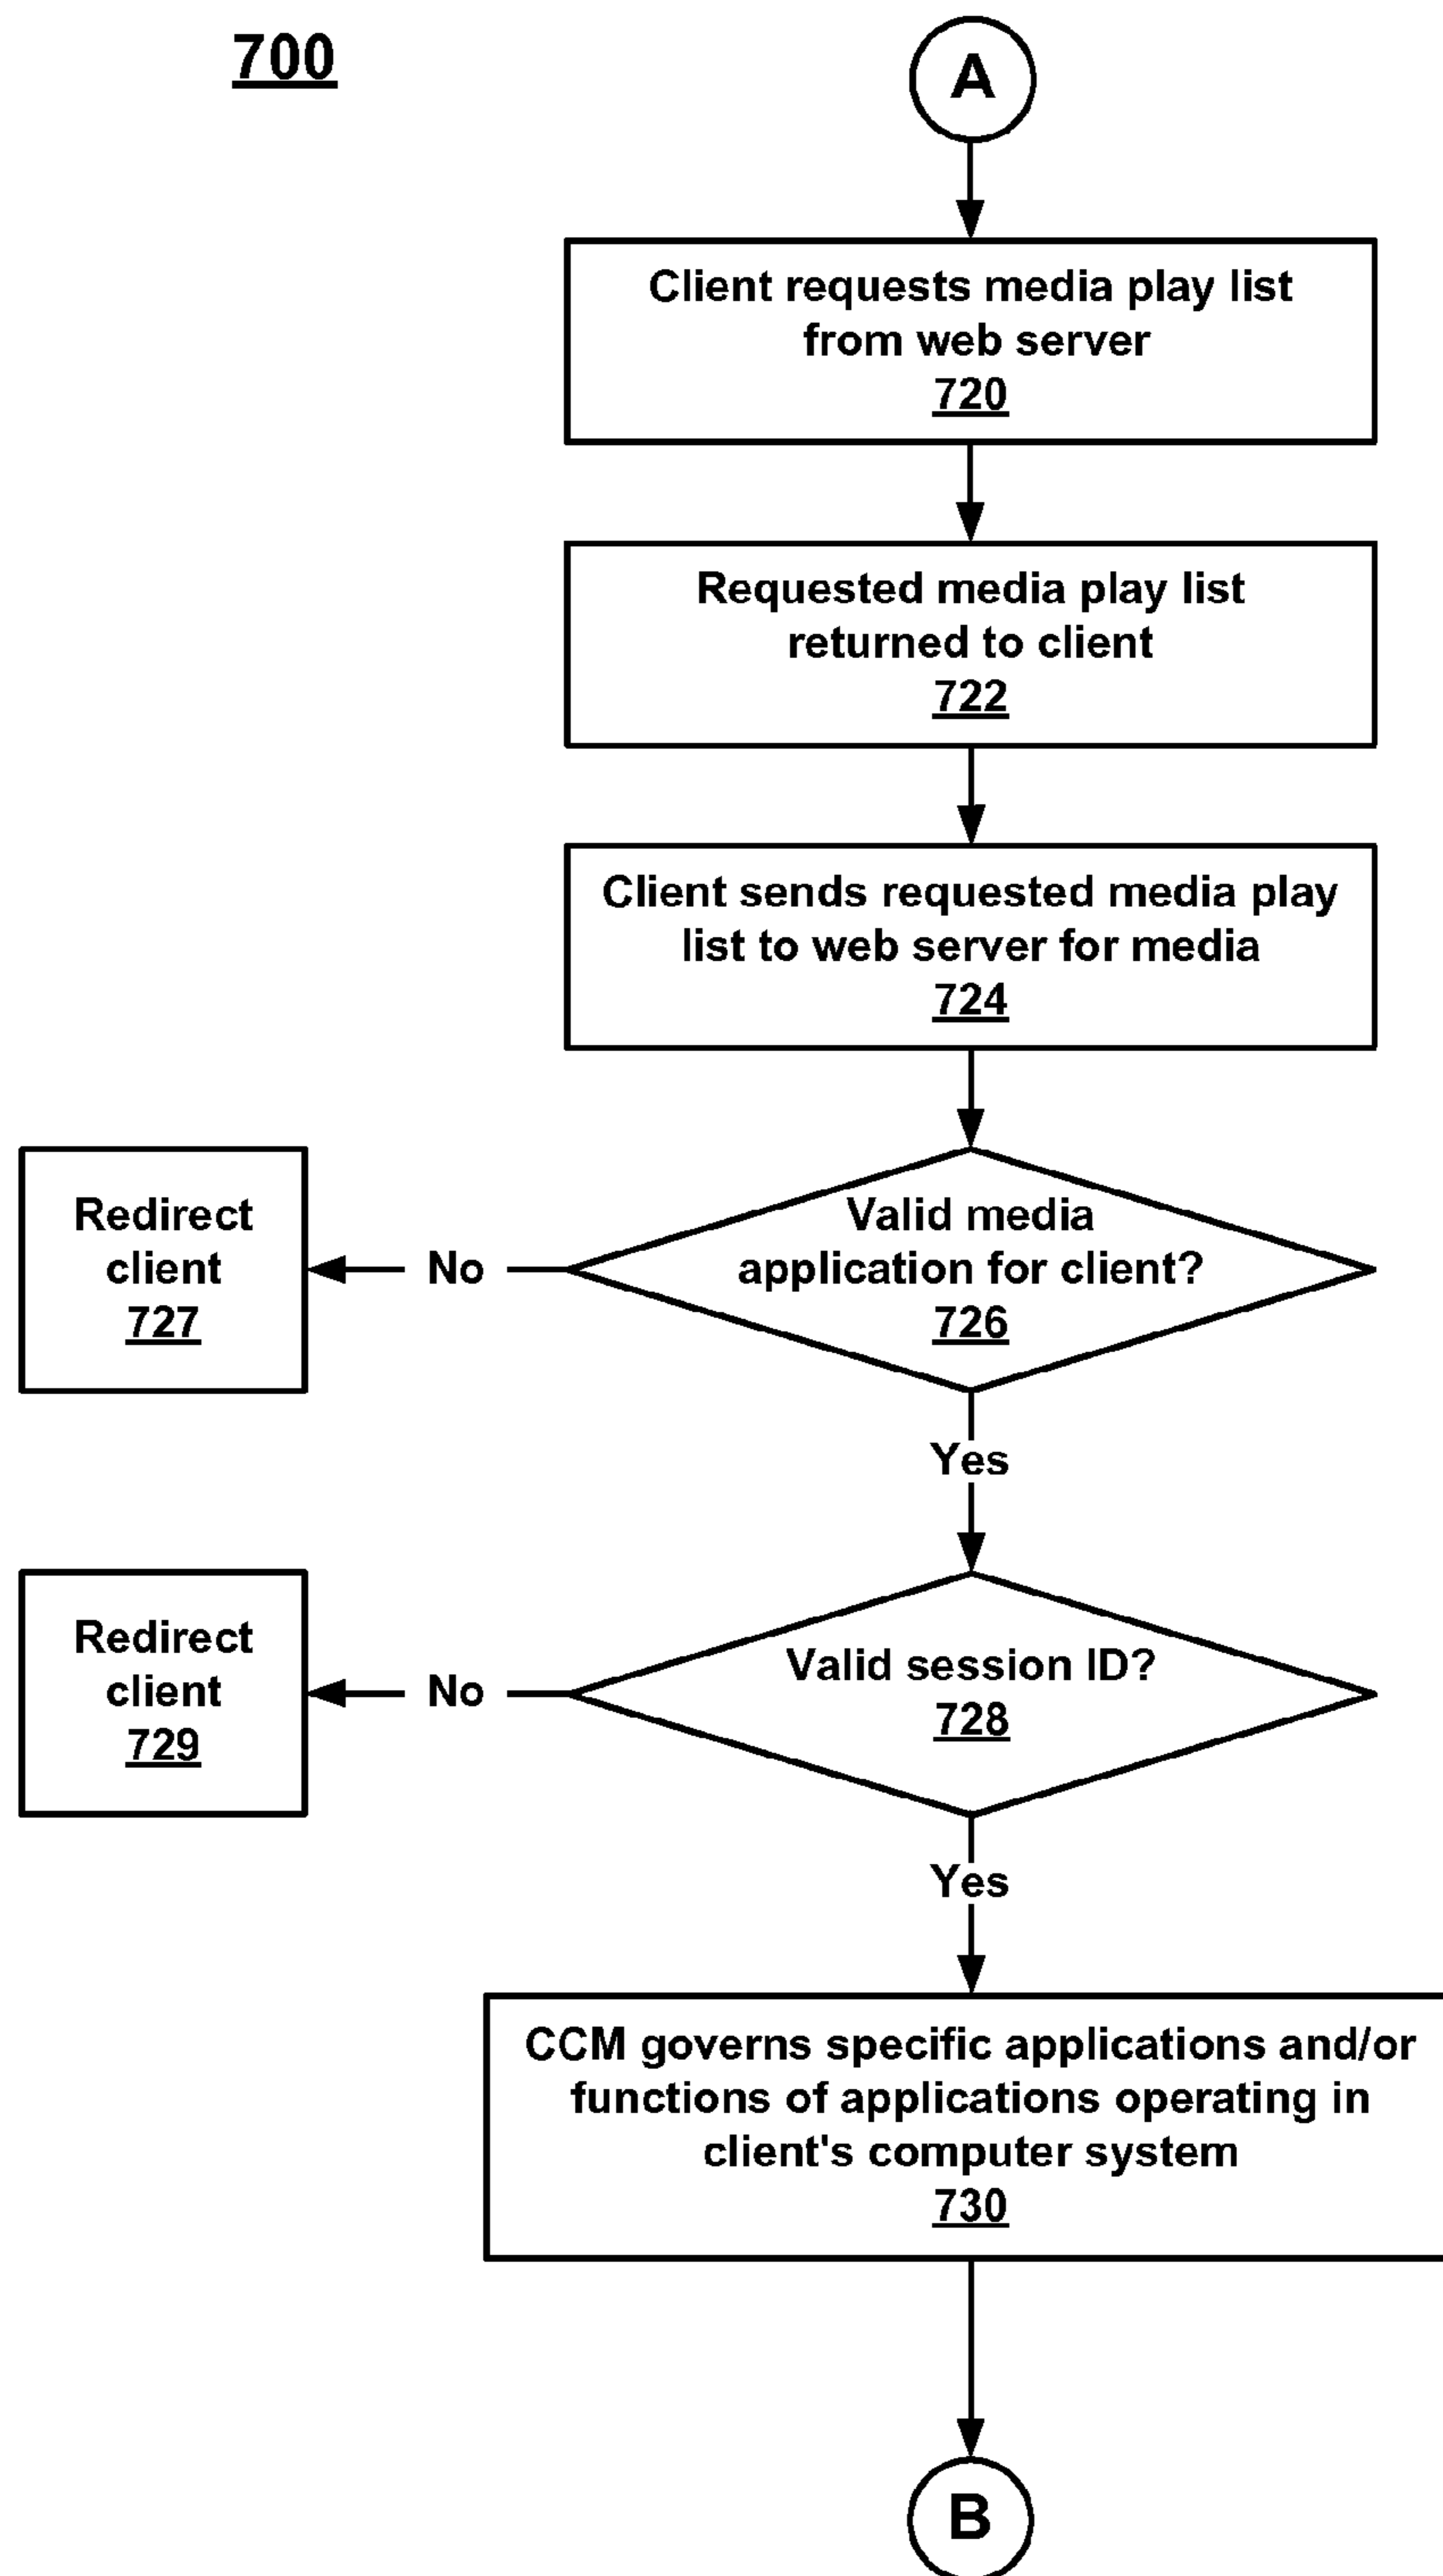 700
A
Client requests media play list
from web server
720
Requested media play list
returned to client
722
Client sends requested media play
list to web server for media
724
Valid media
application for client?
726
No
Redirect
client
727
Yes
Valid session ID?
728
No
Redirect
client
729
Yes
CCM governs specific applications and/or
functions of applications operating in
client's computer system
730
B